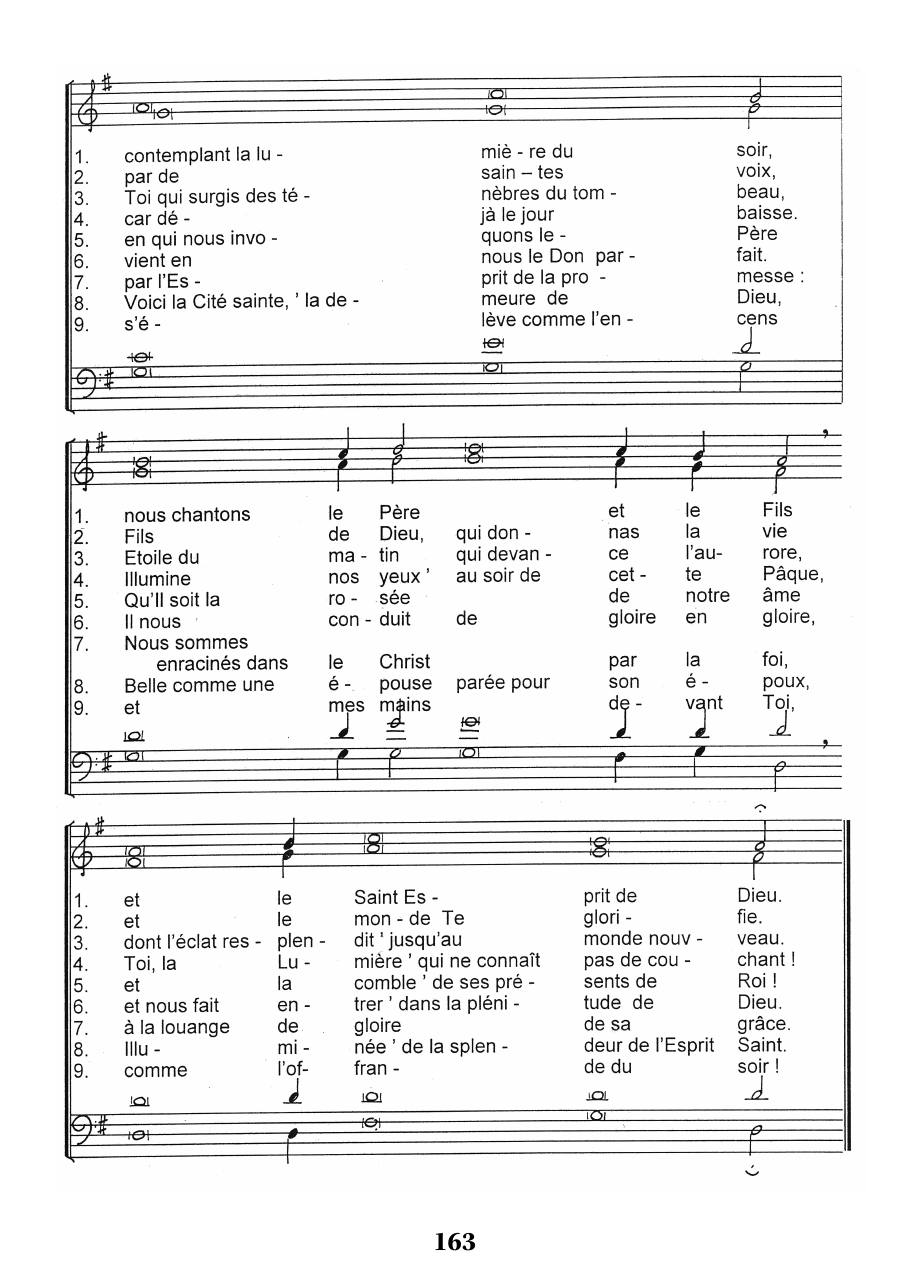 1. contemplant la lu - miè - re du soir,
2. par de sain – tes voix,
3. Toi qui surgis des té - nèbres du tom - beau,
4. car dé - jà le jour baisse.
5. en qui nous invo - quons le - Père
6. vient en nous le Don par - fait.
7. par l'Es - prit de la pro - messe :
8. Voici la Cité sainte, ' la de - meure de Dieu,
9. s'é - lève comme l'en - cens
1. nous chantons le Père et le Fils
2. Fils de Dieu, qui don - nas la vie
3. Etoile du ma - tin qui devan - ce l'au- rore,
4. Illumine nos yeux ' au soir de cet - te Pâque,
5. Qu'Il soit la ro - sée de notre âme
6. Il nous con - duit de gloire en gloire,
7. Nous sommes
enracinés dans le Christ par la foi,
8. Belle comme une é - pouse parée pour son é - poux,
9. et mes mains de - vant Toi,
1. et le Saint Es - prit de Dieu.
2. et le mon - de Te glori - fie.
3. dont l'éclat res - plen - dit ' jusqu'au monde nouv - veau.
4. Toi, la Lu - mière ' qui ne connaît pas de cou - chant !
5. et la comble ' de ses pré - sents de Roi !
6. et nous fait en - trer ' dans la pléni - tude de Dieu.
7. à la louange de gloire de sa grâce.
8. Illu - mi - née ' de la splen - deur de l'Esprit Saint.
9. comme l'of- fran - de du soir !
163